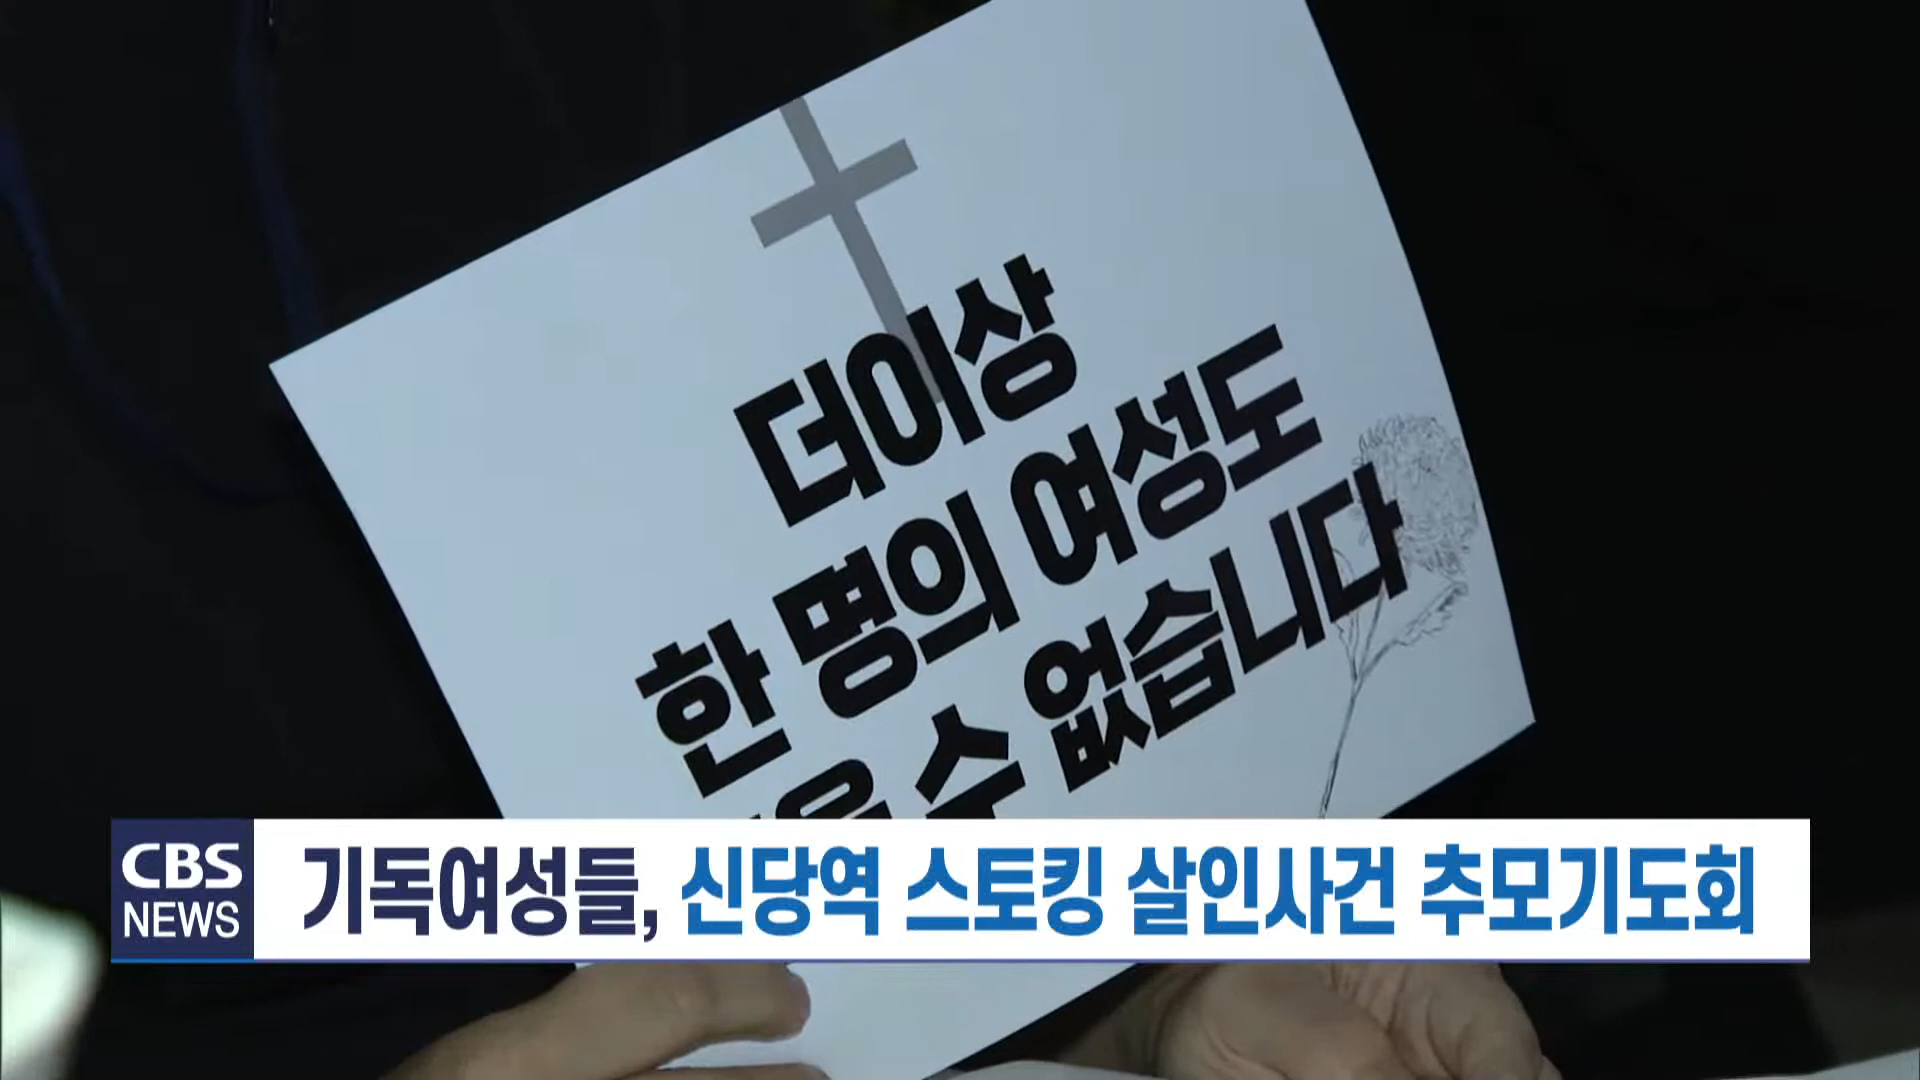 더이상
한 명의 여성도
수 없습니다
CBS
NEWS
기독여성들, 신당역 스토킹 살인사건 추모기도회